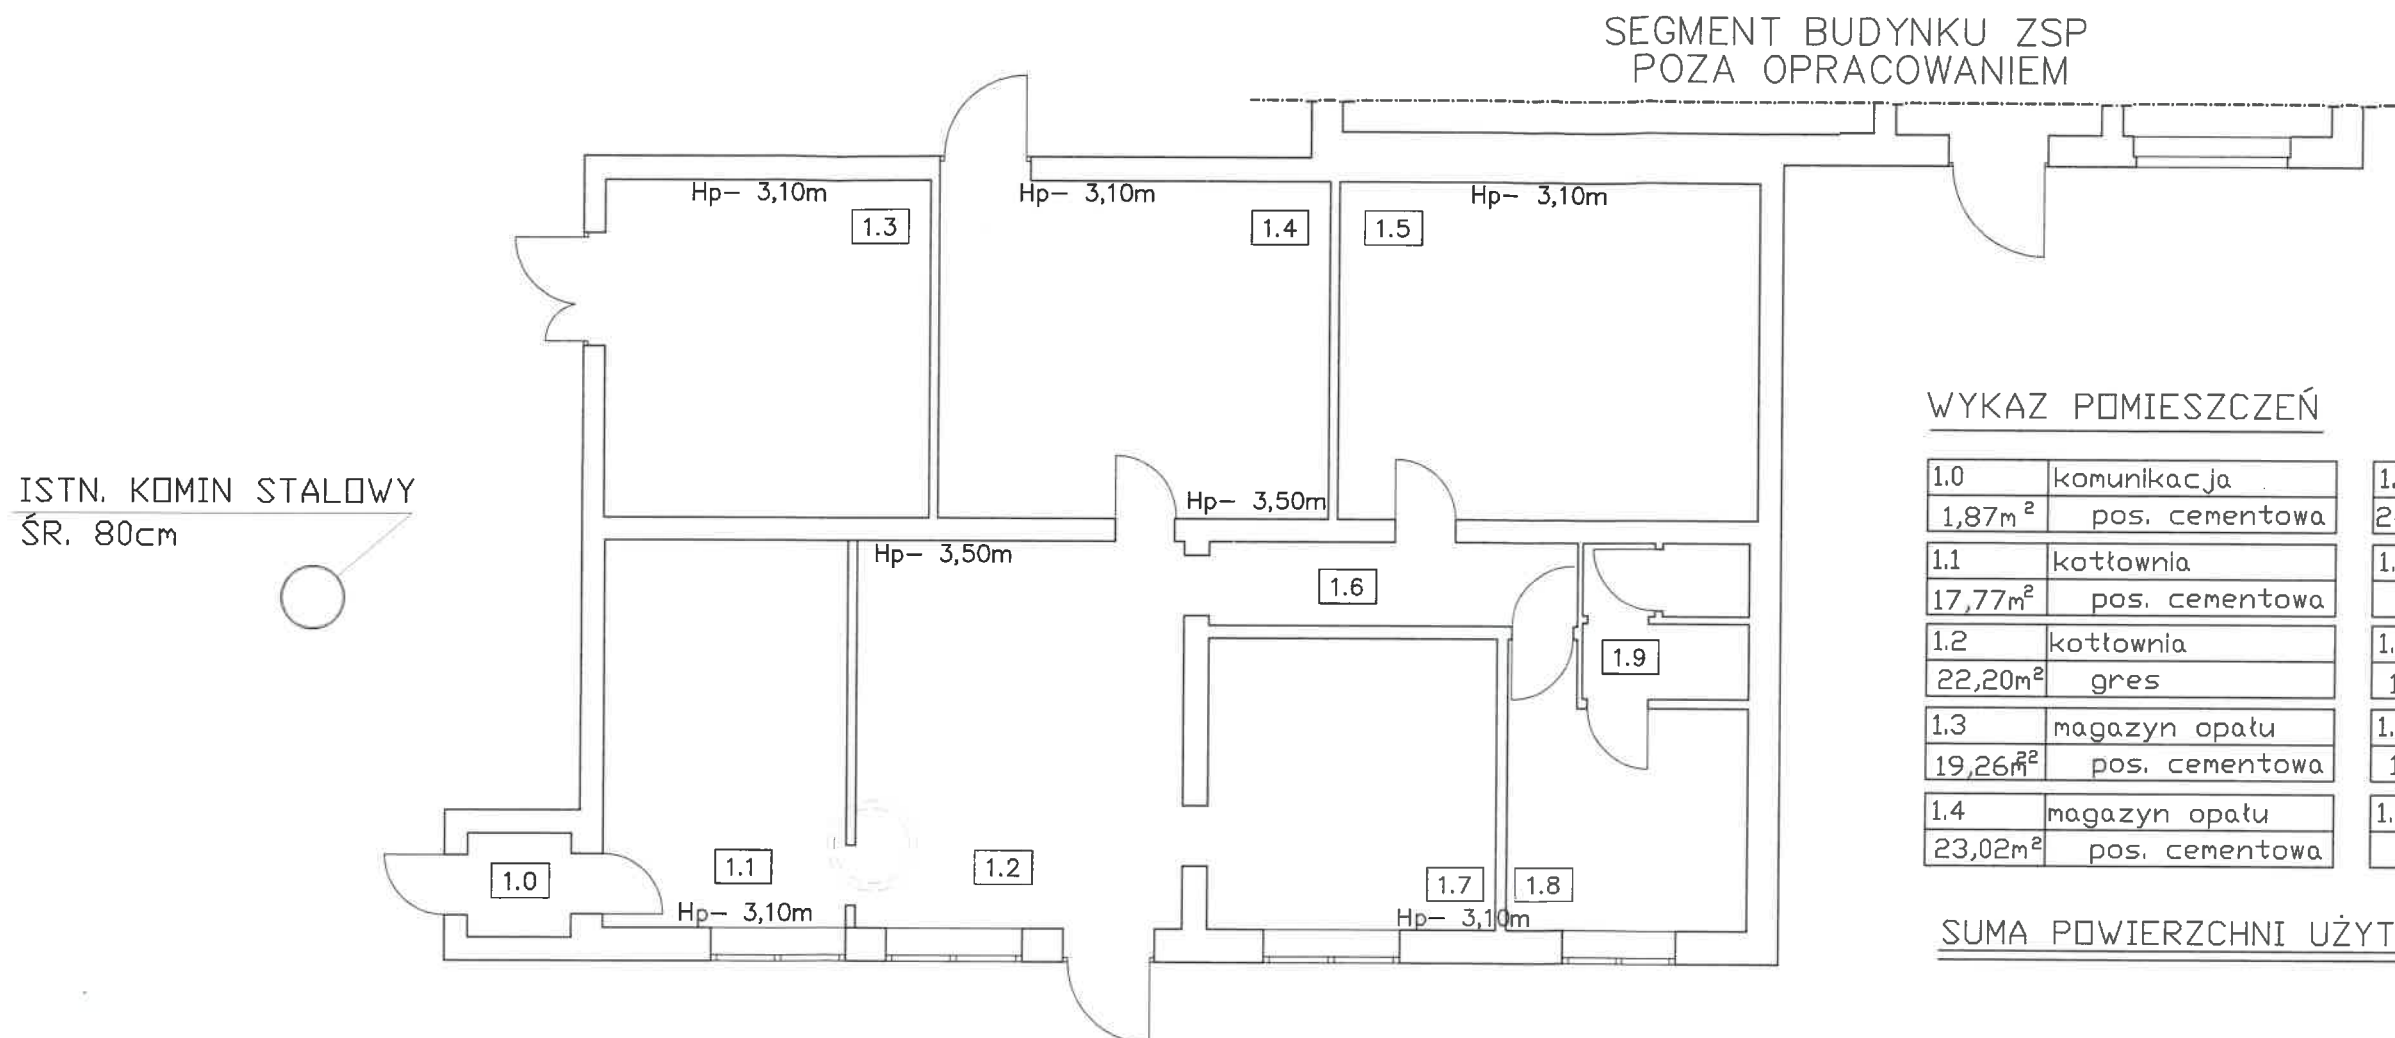 SEGMENT BUDYNKU ZSP
POZA OPRACOWANIEM
Hp- 3,10m
Hp- 3,10m
Hp- 3,10m
1.3
1.4
1.5
ISTN. KOMIN STALOWY
ŚR. 80cm
Hp- 3,50m
Hp- 3,50m
1.6
1.9
1.0
1.1
1.2
1.7
1.8
Hp- 3,10m
Hp- 3,10m
WYKAZ POMIESZCZEŃ
1.0 komunikacja
1,87m² pos. cementowa
1.1 kotłownia
17,77m² pos. cementowa
1.2 kotłownia
22,20m² gres
1.3 magazyn opału
19,26m² pos. cementowa
1.4 magazyn opału
23,02m² pos. cementowa
SUMA POWIERZCHNI UŻYT